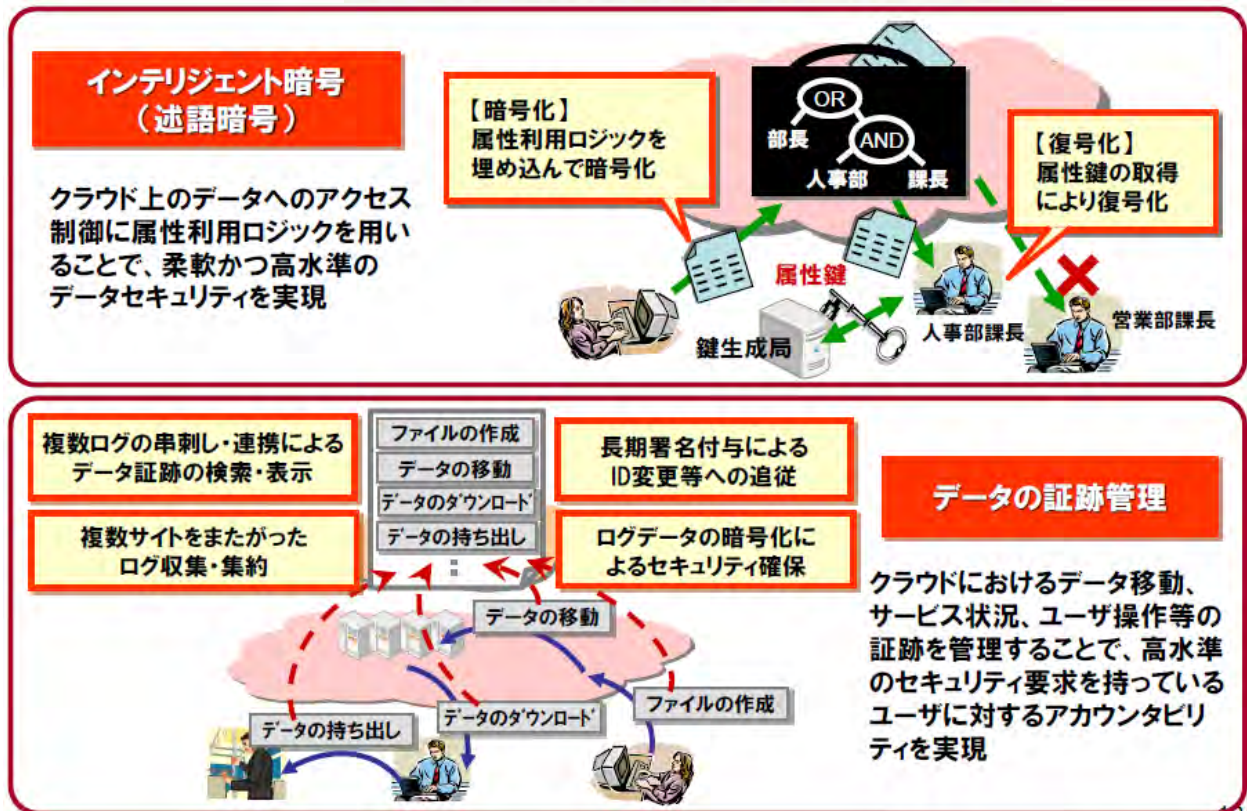 インテリジェント暗号
（述語暗号）
クラウド上のデータへのアクセス
制御に属性利用ロジックを用い
ることで、柔軟かつ高水準の
データセキュリティを実現
【暗号化】
属性利用ロジックを
埋め込んで暗号化
OR
部長
AND
人事部
課長
【復号化】
属性鍵の取得
により復号化
属性鍵
鍵生成局
人事部課長
営業部課長
複数ログの串刺し・連携による
データ証跡の検索・表示
複数サイトをまたがった
ログ収集・集約
ファイルの作成
データの移動
データのダウンロード
データの持ち出し
長期署名付与による
ID変更等への追従
ログデータの暗号化に
よるセキュリティ確保
データの移動
ファイルの作成
データのダウンロード
データの持ち出し
データの証跡管理
クラウドにおけるデータ移動、
サービス状況、ユーザ操作等の
証跡を管理することで、高水準
のセキュリティ要求を持っている
ユーザに対するアカウンタビリ
ティを実現